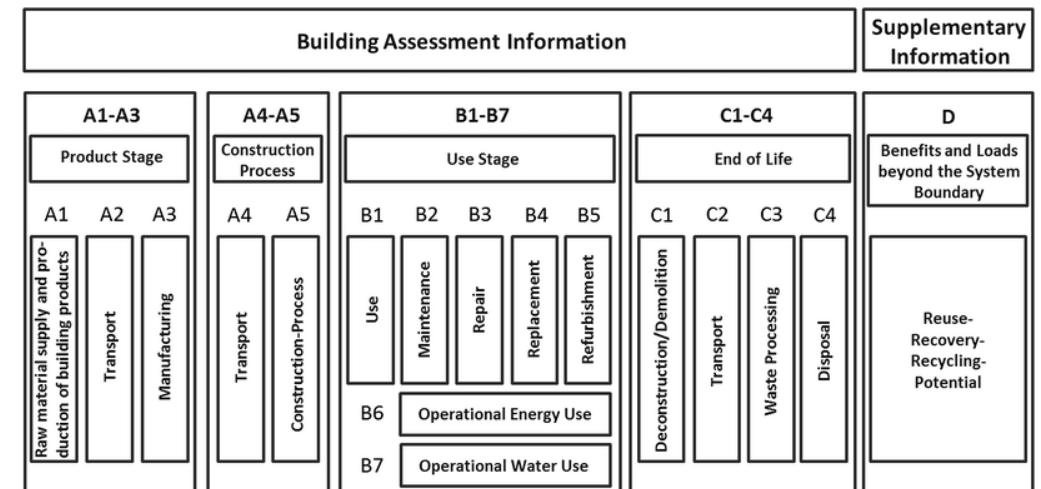 Building Assessment Information
Supplementary
Information
A1-A3
Product Stage
A1
A2
A3
Raw material supply and pro-
duction of building products
Transport
Manufacturing
A4-A5
Construction
Process
A4
A5
Transport
Construction-Process
B1-B7
Use Stage
B1
B2
B3
B4
B5
Use
Maintenance
Repair
Replacement
Refurbishment
B6
Operational Energy Use
B7
Operational Water Use
C1-C4
End of Life
C1
C2
C3
C4
Deconstruction/Demolition
Transport
Waste Processing
Disposal
D
Benefits and Loads
beyond the System
Boundary
Reuse-
Recovery-
Recycling-
Potential